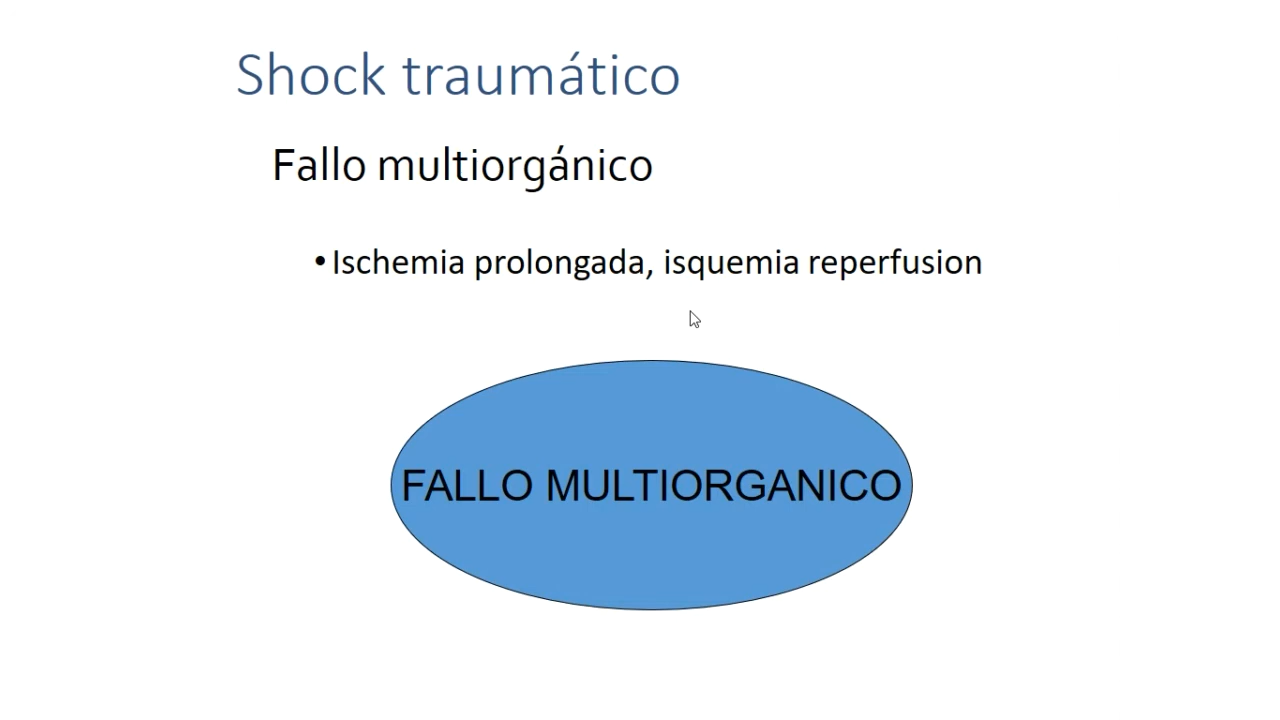 Shock traumático
Fallo multiorgánico
• Ischemia prolongada, isquemia reperfusion
FALLO MULTIORGANICO